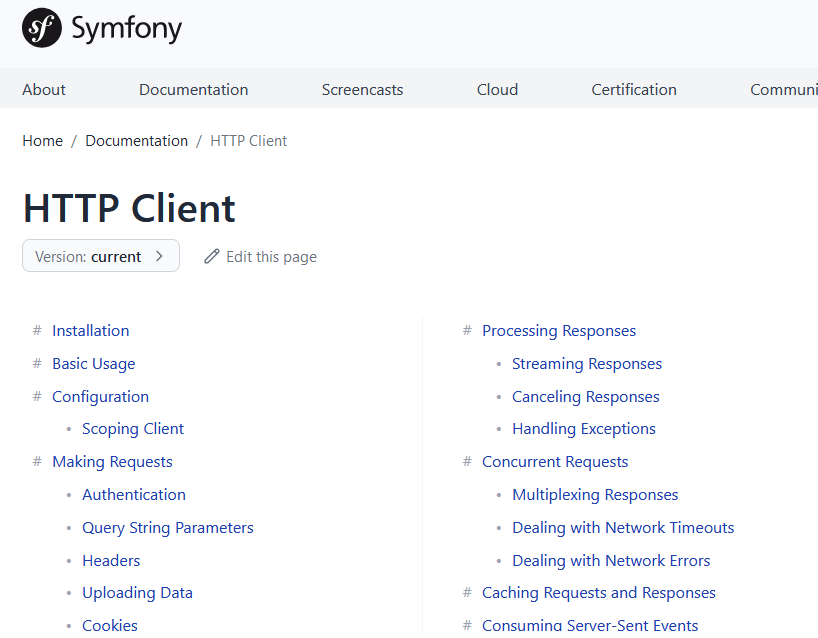 sf Symfony
About Documentation Screencasts Cloud Certification Communi
Home / Documentation / HTTP Client
HTTP Client
Version: current
Edit this page
# Installation
# Basic Usage
# Configuration
• Scoping Client
# Making Requests
• Authentication
• Query String Parameters
• Headers
• Uploading Data
• Cookies
# Processing Responses
• Streaming Responses
• Canceling Responses
• Handling Exceptions
# Concurrent Requests
• Multiplexing Responses
• Dealing with Network Timeouts
• Dealing with Network Errors
# Caching Requests and Responses
# Consuming Server-Sent Events